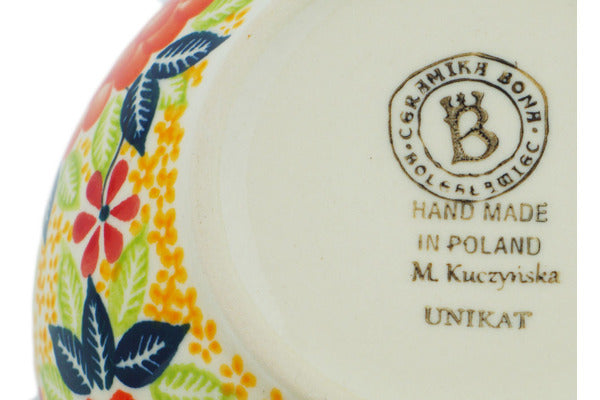 CERAMIKA BONA
BOLESŁAWIEC
B
HAND MADE
IN POLAND
M. Kuczyńska
UNIKAT